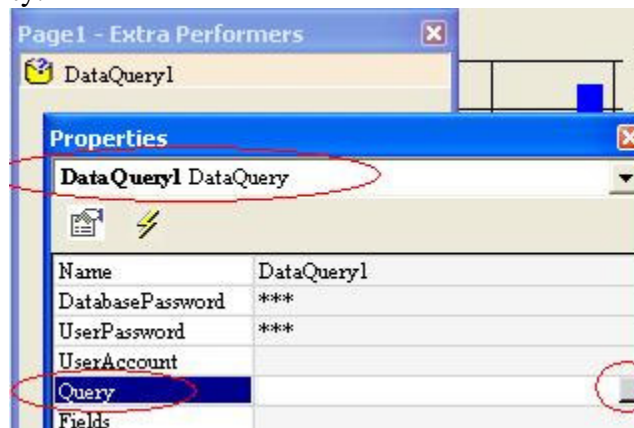 Page1 - Extra Performers
DataQuery1
Properties
DataQuery1 DataQuery
Name DataQuery1
DatabasePassword ***
UserPassword ***
UserAccount
Query
Fields